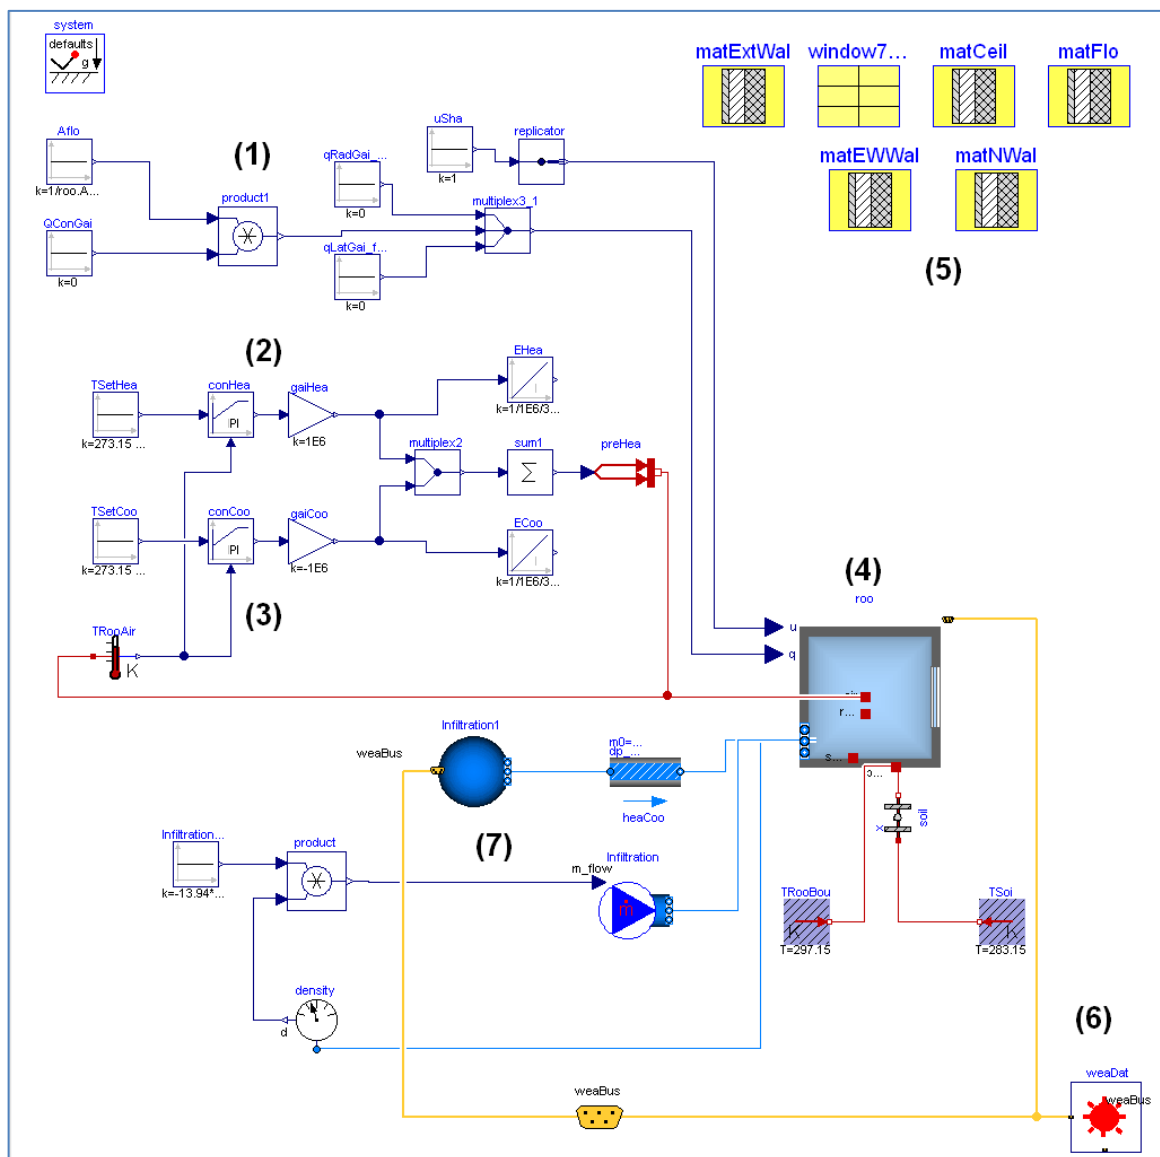 system
defaults
g
matExtWal
window7...
matCeil
matFlo
matEWWal
matNWal
(5)
Aflo
k=1/roo.A...
(1)
QConGai
k=0
product1
qRadGai_...
k=0
uSha
k=1
replicator
multiplex3_1
qLatGai_f...
k=0
(2)
TSetHea
k=273.15 ...
conHea
PI
gaiHea
k=1E6
EHea
I
k=1/1E6/3...
multiplex2
sum1
Σ
preHea
TSetCoo
k=273.15 ...
conCoo
PI
gaiCoo
k=-1E6
ECoo
I
k=1/1E6/3...
(3)
TRooAir
K
(4)
roo
u
q
r...
s...
c...
Infiltration1
weaBus
m0=...
dp_...
heaCoo
soil
x
(7)
Infiltration...
k=-13.94*...
product
m_flow
Infiltration
m
TRooBou
K
T=297.15
TSoi
K
T=283.15
density
d
(6)
weaDat
weaBus
weaBus